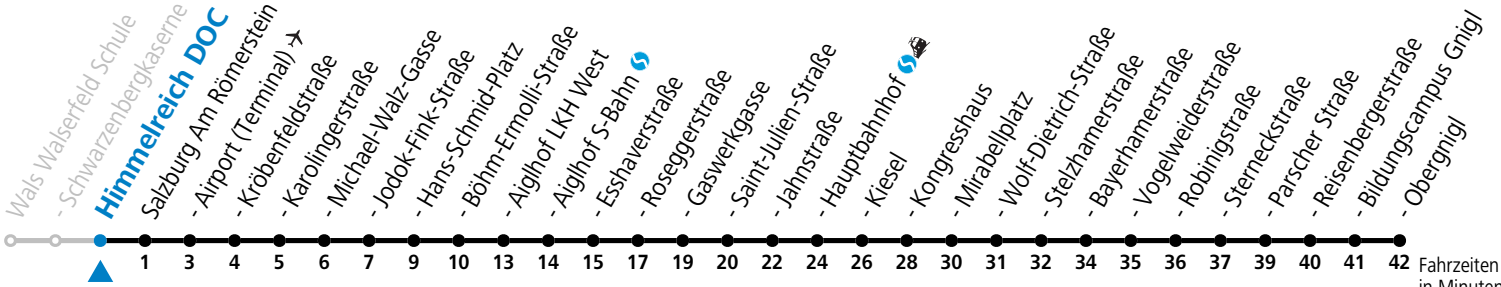 Wals Walserfeld Schule
- Schwarzenbergkaserne
Himmelreich DOC
Salzburg Am Römerstein
- Airport (Terminal)
- Kröbenfeldstraße
- Karolingerstraße
- Michael-Walz-Gasse
- Jodok-Fink-Straße
- Hans-Schmid-Platz
- Böhm-Ermolli-Straße
- Aiglhof LKH West
- Aiglhof S-Bahn
- Esshaverstraße
- Roseggerstraße
- Gaswerkgasse
- Saint-Julien-Straße
- Jahnstraße
- Hauptbahnhof
- Kiesel
- Kongresshaus
- Mirabellplatz
- Wolf-Dietrich-Straße
- Stelzhamerstraße
- Bayerhamerstraße
- Vogelweiderstraße
- Robinigstraße
- Sterneckstraße
- Parscher Straße
- Reisenbergerstraße
- Bildungscampus Gnigl
- Obergnigl
1 3 4 5 6 7 9 10 13 14 15 17 19 20 22 24 26 28 30 31 32 34 35 36 37 39 40 41 42 Fahrzeiten
in Minuten